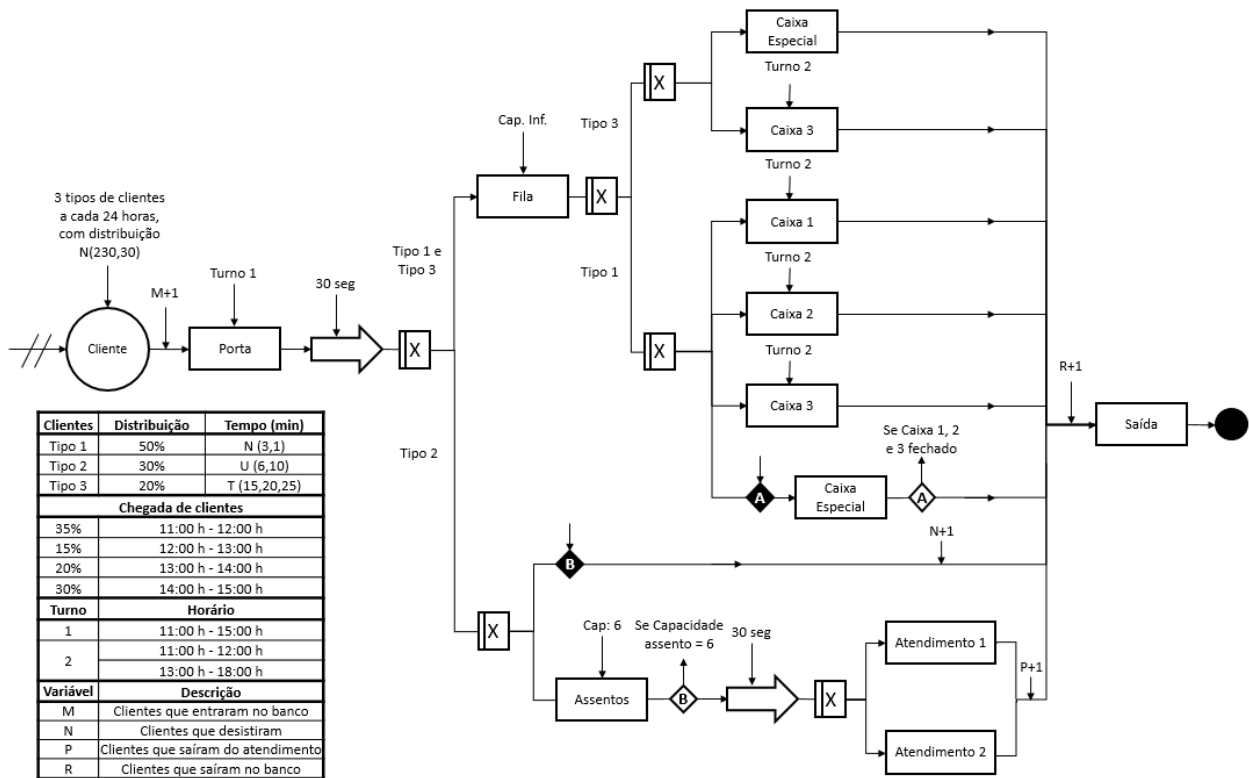 3 tipos de clientes
a cada 24 horas,
com distribuição
N(230,30)
Cliente
M+1
Turno 1
Porta
30 seg
X
Tipo 1 e
Tipo 3
Tipo 2
Cap. Inf.
Fila
X
Tipo 3
Tipo 1
X
X
Caixa
Especial
Turno 2
Caixa 3
Turno 2
Caixa 1
Turno 2
Caixa 2
Turno 2
Caixa 3
A
Caixa
Especial
Se Caixa 1, 2
e 3 fechado
A
N+1
R+1
Saída
B
X
Cap: 6
Assentos
Se Capacidade
assento = 6
B
30 seg
X
Atendimento 1
Atendimento 2
P+1
Clientes Distribuição Tempo (min)
Tipo 1 50% N (3,1)
Tipo 2 30% U (6,10)
Tipo 3 20% T (15,20,25)
Chegada de clientes
35% 11:00 h - 12:00 h
15% 12:00 h - 13:00 h
20% 13:00 h - 14:00 h
30% 14:00 h - 15:00 h
Turno Horário
1 11:00 h - 15:00 h
2 11:00 h - 12:00 h
13:00 h - 18:00 h
Variável Descrição
M Clientes que entraram no banco
N Clientes que desistiram
P Clientes que saíram do atendimento
R Clientes que saíram no banco